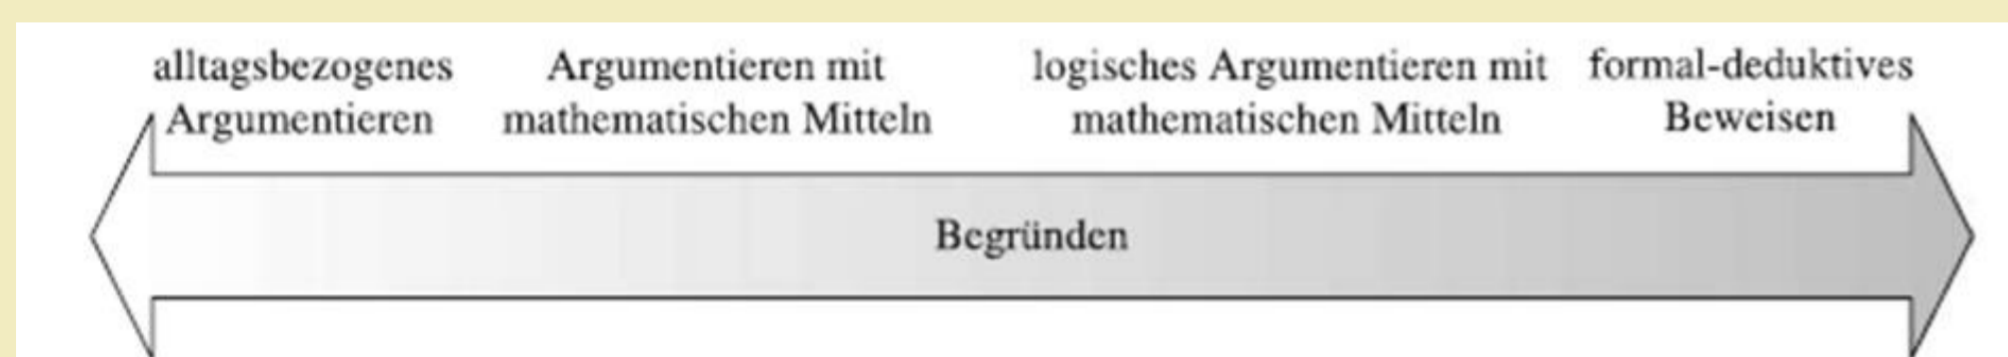 alltagsbezogenes
Argumentieren
Argumentieren mit
mathematischen Mitteln
logisches Argumentieren mit
mathematischen Mitteln
formal-deduktives
Beweisen
Begründen